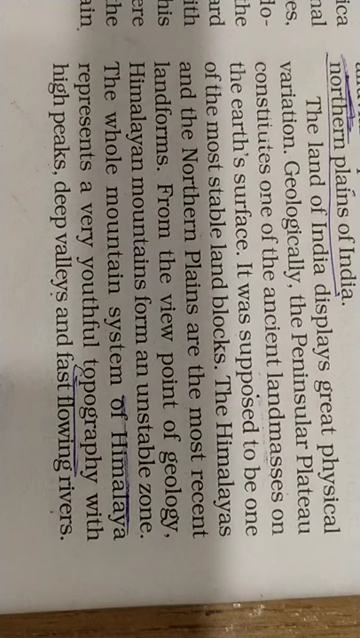 northern plains of India.
The land of India displays great physical
variation. Geologically, the Peninsular Plateau
constitutes one of the ancient landmasses on
the earth's surface. It was supposed to be one
of the most stable land blocks. The Himalayas
and the Northern Plains are the most recent
landforms. From the view point of geology,
Himalayan mountains form an unstable zone.
The whole mountain system of Himalaya
represents a very youthful topography with
high peaks, deep valleys and fast flowing rivers.